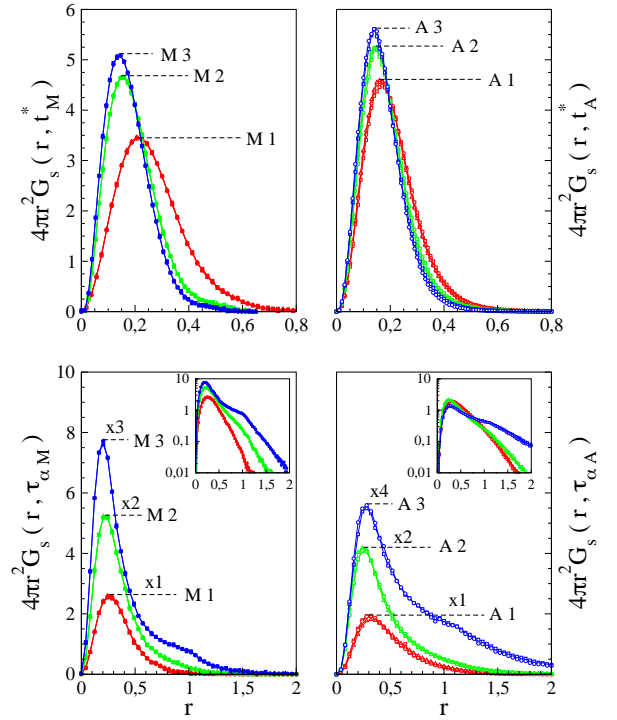 4πr²Gₛ(r, t*_M)
6
5
4
3
2
1
0
0
0,2
0,4
0,6
0,8
M 3
M 2
M 1
0
0,2
0,4
0,6
0,8
A 3
A 2
A 1
4πr²Gₛ(r, t*_A)
4πr²Gₛ(r, τ_αM)
10
8
6
4
2
0
0
0,5
1
1,5
2
r
x3
M 3
x2
M 2
x1
M 1
10
1
0,1
0,01
0
0,5
1
1,5
2
0
0,5
1
1,5
2
r
x4
A 3
x2
A 2
x1
A 1
10
1
0,1
0,01
0
0,5
1
1,5
2
4πr²Gₛ(r, τ_αA)